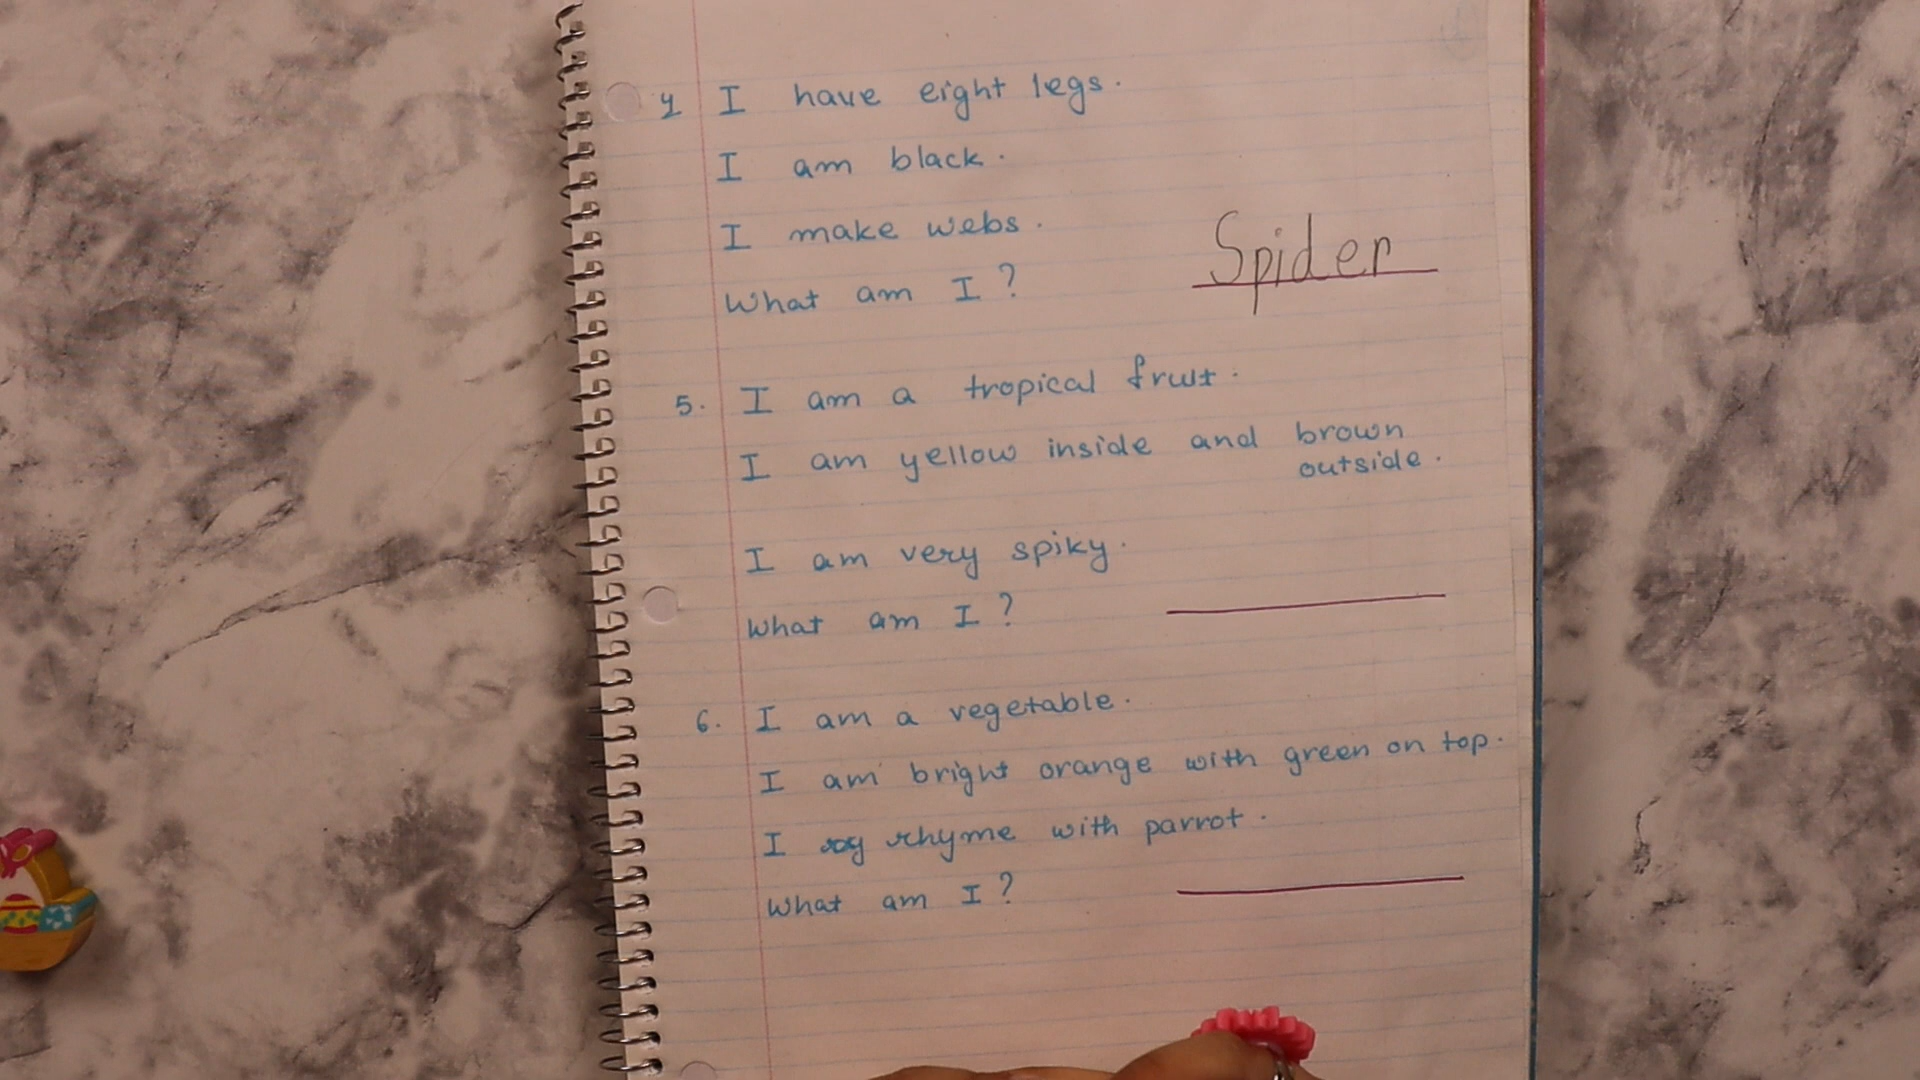 4 I have eight legs.
I am black.
I make webs.
What am I?
Spider
5. I am a tropical fruit.
I am yellow inside and brown
outside.
I am very spiky.
What am I?
6. I am a vegetable.
I am bright orange with green on top.
I rhyme with parrot.
What am I?